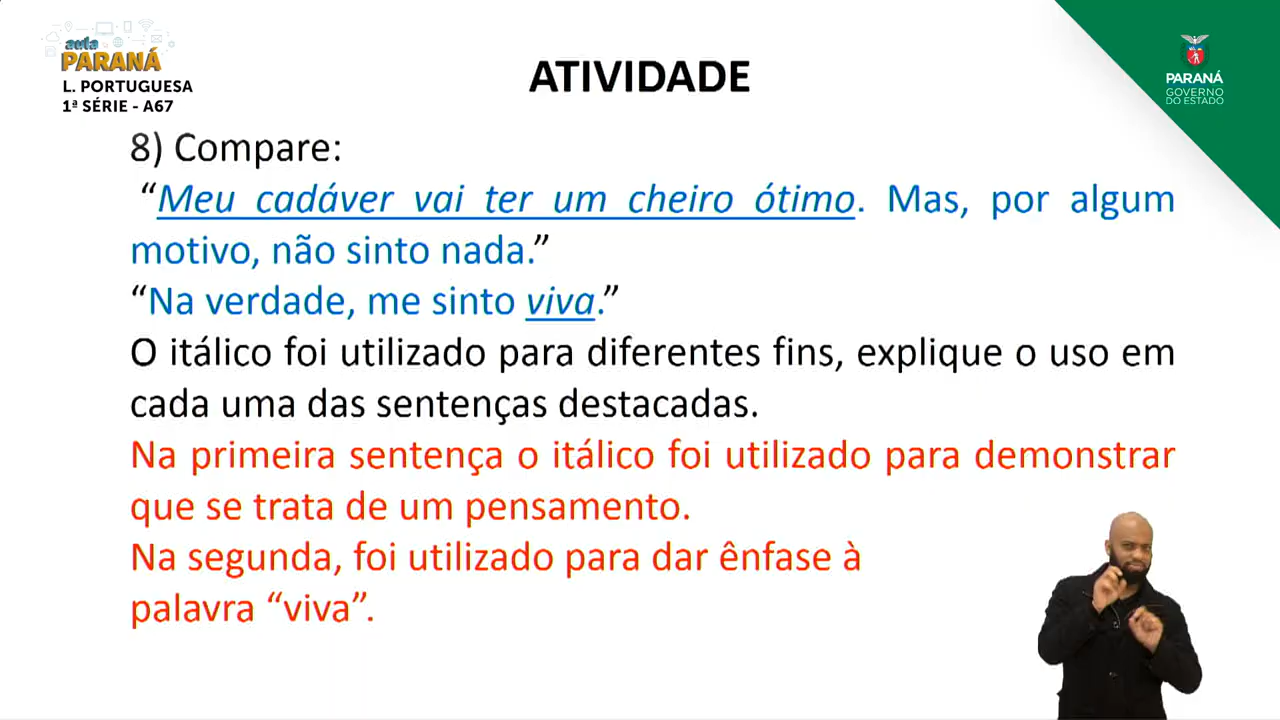 aula
PARANÁ
L. PORTUGUESA
1ª SÉRIE - A67
ATIVIDADE
PARANÁ
GOVERNO
DO ESTADO
8) Compare:
“Meu cadáver vai ter um cheiro ótimo. Mas, por algum
motivo, não sinto nada.”
“Na verdade, me sinto viva.”
O itálico foi utilizado para diferentes fins, explique o uso em
cada uma das sentenças destacadas.
Na primeira sentença o itálico foi utilizado para demonstrar
que se trata de um pensamento.
Na segunda, foi utilizado para dar ênfase à
palavra “viva”.